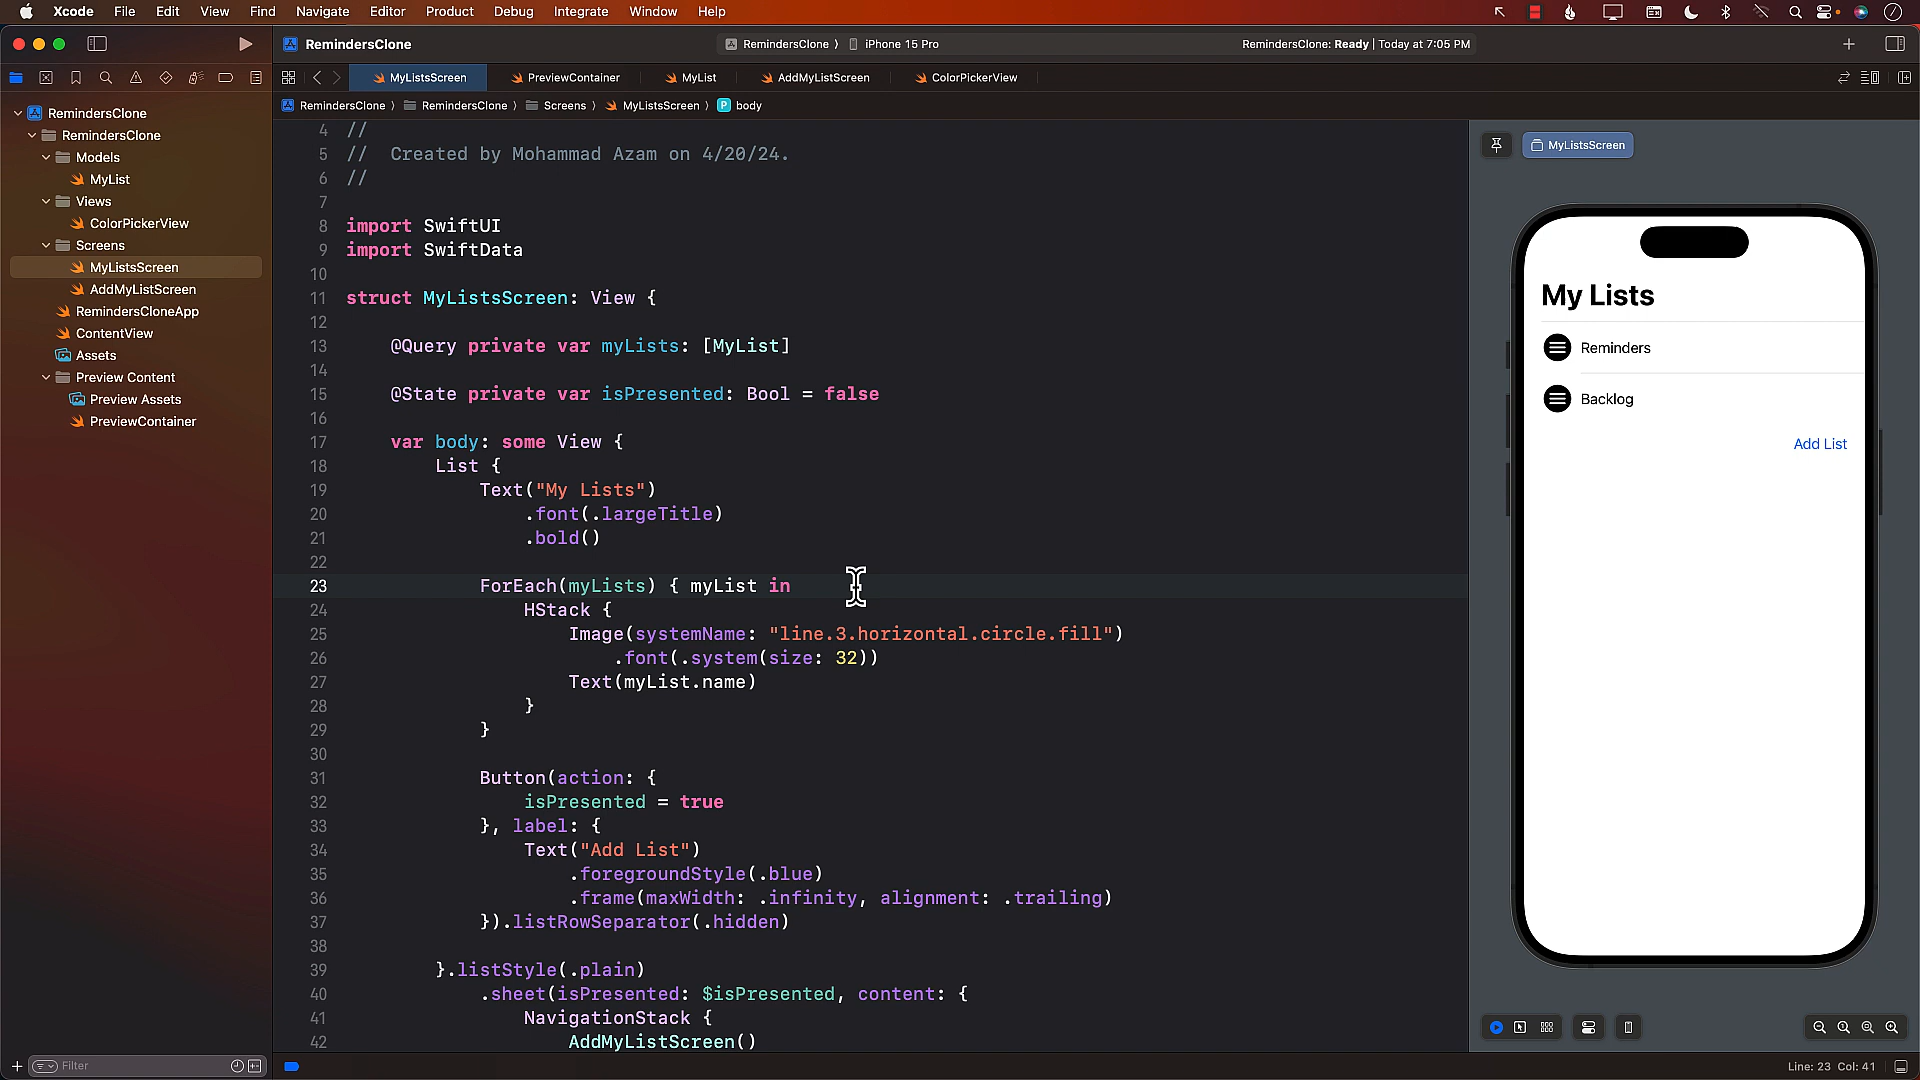 Xcode File Edit View Find Navigate Editor Product Debug Integrate Window Help
RemindersClone
RemindersClone 〉 iPhone 15 Pro
RemindersClone: Ready | Today at 7:05 PM
MyListsScreen PreviewContainer MyList AddMyListScreen ColorPickerView
RemindersClone 〉 RemindersClone 〉 Screens 〉 MyListsScreen 〉 P body
RemindersClone
RemindersClone
Models
MyList
Views
ColorPickerView
Screens
MyListsScreen
AddMyListScreen
RemindersCloneApp
ContentView
Assets
Preview Content
Preview Assets
PreviewContainer
Filter
4 //
5 //  Created by Mohammad Azam on 4/20/24.
6 //
7
8 import SwiftUI
9 import SwiftData
10
11 struct MyListsScreen: View {
12
13     @Query private var myLists: [MyList]
14
15     @State private var isPresented: Bool = false
16
17     var body: some View {
18         List {
19             Text("My Lists")
20                 .font(.largeTitle)
21                 .bold()
22
23             ForEach(myLists) { myList in
24                 HStack {
25                     Image(systemName: "line.3.horizontal.circle.fill")
26                         .font(.system(size: 32))
27                     Text(myList.name)
28                 }
29             }
30
31             Button(action: {
32                 isPresented = true
33             }, label: {
34                 Text("Add List")
35                     .foregroundStyle(.blue)
36                     .frame(maxWidth: .infinity, alignment: .trailing)
37             }).listRowSeparator(.hidden)
38
39         }.listStyle(.plain)
40             .sheet(isPresented: $isPresented, content: {
41                 NavigationStack {
42                     AddMyListScreen()
MyListsScreen
My Lists
Reminders
Backlog
Add List
Line: 23 Col: 41